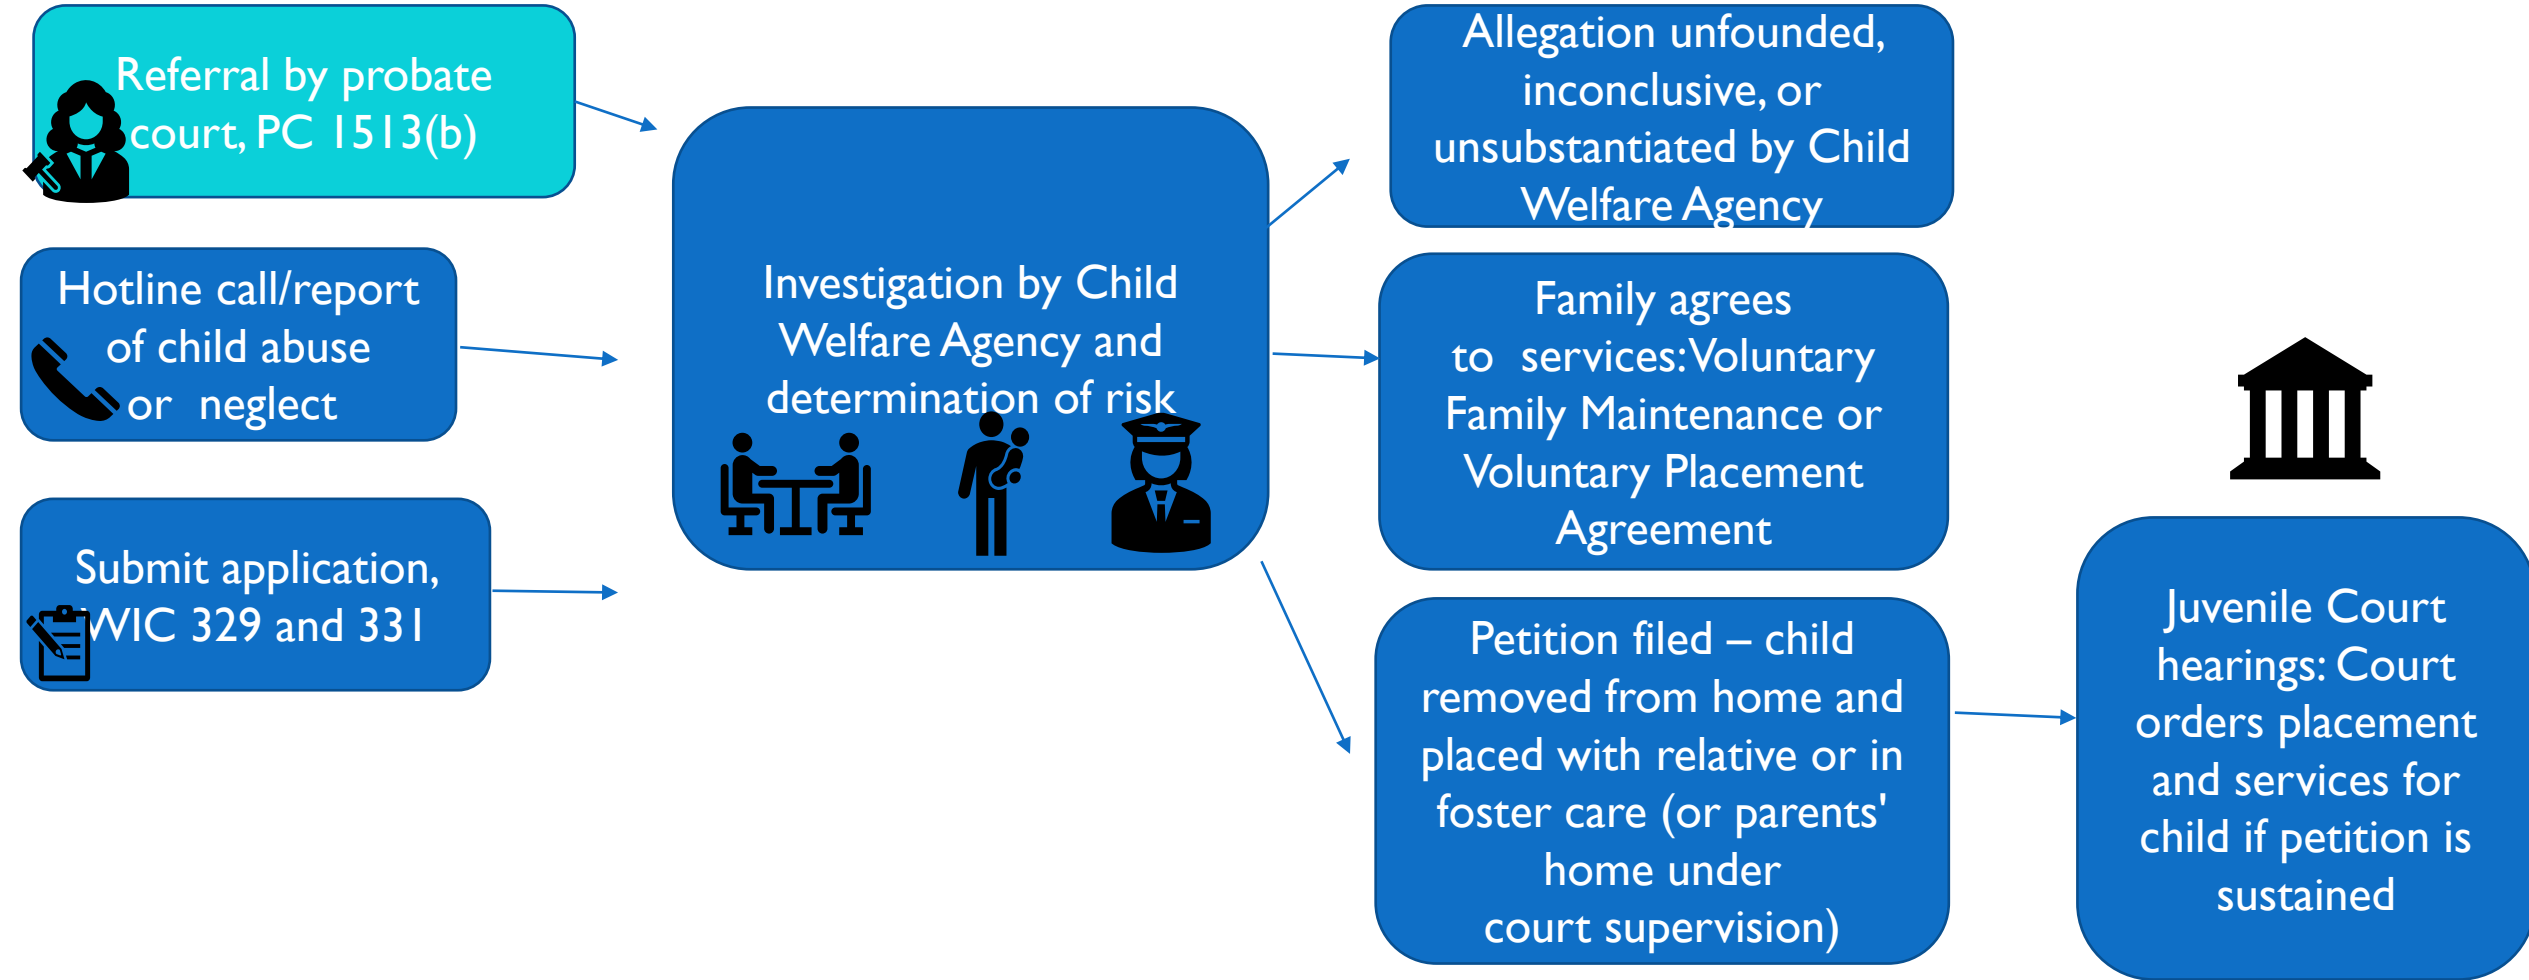 Referral by probate
court, PC 1513(b)
Hotline call/report
of child abuse
or  neglect
Submit application,
WIC 329 and 331
Investigation by Child
Welfare Agency and
determination of risk
Allegation unfounded,
inconclusive, or
unsubstantiated by Child
Welfare Agency
Family agrees
to  services: Voluntary
Family Maintenance or
Voluntary Placement
Agreement
Petition filed – child
removed from home and
placed with relative or in
foster care (or parents'
home under
court supervision)
Juvenile Court
hearings: Court
orders placement
and services for
child if petition is
sustained